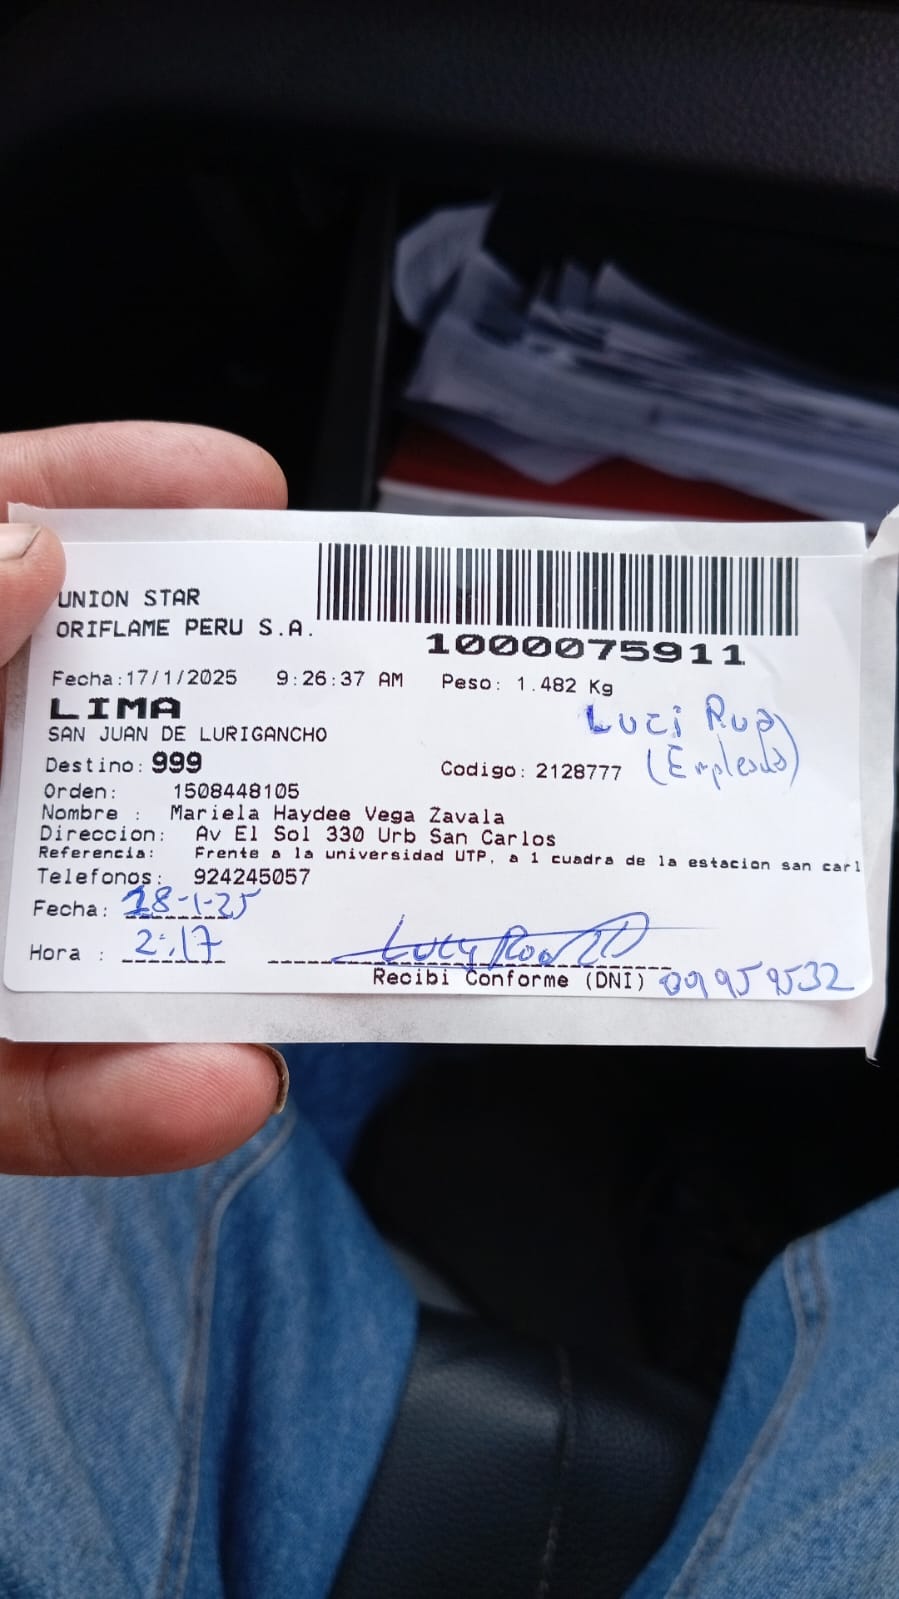 UNION STAR
ORIFLAME PERU S.A.
1000075911
Fecha:17/1/2025 9:26:37 AM Peso: 1.482 Kg
LIMA
SAN JUAN DE LURIGANCHO
Luci Rua
(Empleada)
Destino: 999
Codigo: 2128777
Orden: 1508448105
Nombre : Mariela Haydee Vega Zavala
Direccion: Av El Sol 330 Urb San Carlos
Referencia: Frente a la universidad UTP, a 1 cuadra de la estacion san carl
Telefonos: 924245057
Fecha: 18-1-25
Hora : 2:17
Recibi Conforme (DNI)